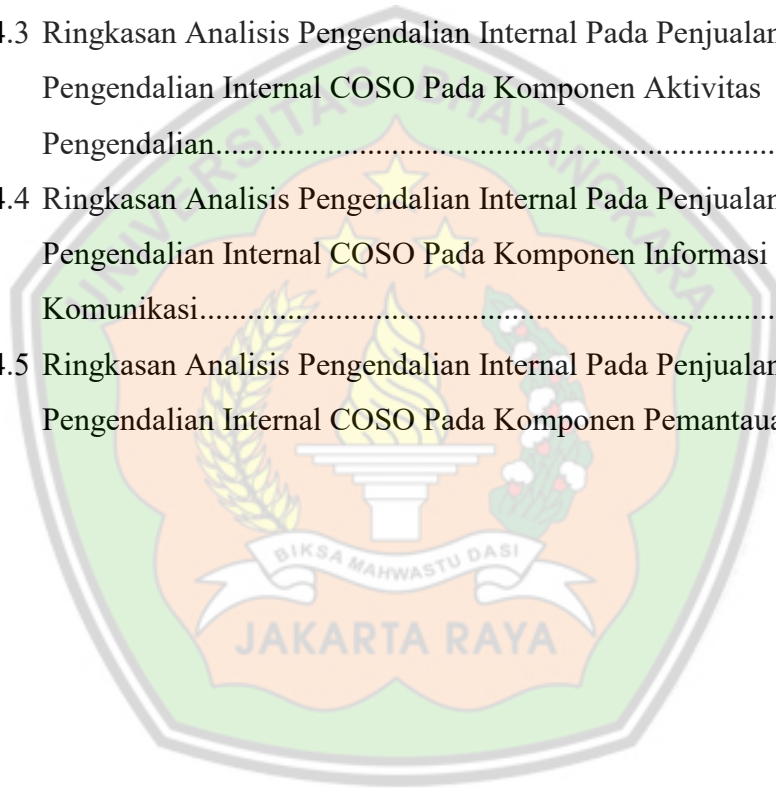 4.3 Ringkasan Analisis Pengendalian Internal Pada Penjualan
Pengendalian Internal COSO Pada Komponen Aktivitas
Pengendalian.....................................................................
4.4 Ringkasan Analisis Pengendalian Internal Pada Penjualan
Pengendalian Internal COSO Pada Komponen Informasi
Komunikasi.......................................................................
4.5 Ringkasan Analisis Pengendalian Internal Pada Penjualan
Pengendalian Internal COSO Pada Komponen Pemantaua
UNIVERSITAS BHAYANGKARA
BIKSA MAHWASTU DASI
JAKARTA RAYA